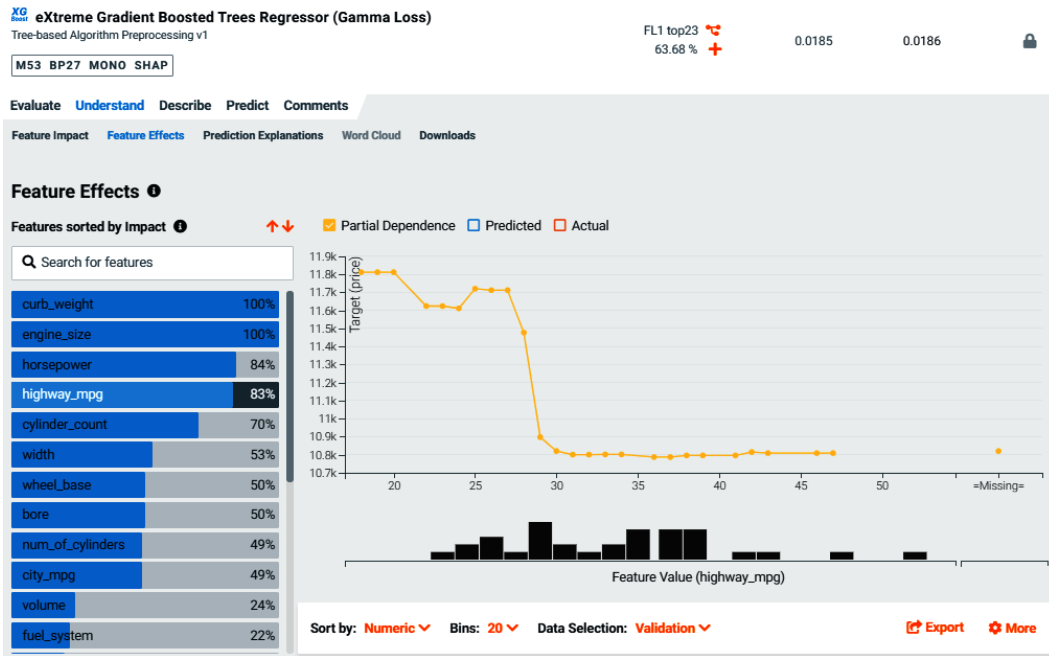 XG Boost eXtreme Gradient Boosted Trees Regressor (Gamma Loss)
Tree-based Algorithm Preprocessing v1
M53 BP27 MONO SHAP
FL1 top23
63.68 %
0.0185 0.0186
Evaluate Understand Describe Predict Comments
Feature Impact Feature Effects Prediction Explanations Word Cloud Downloads
Feature Effects
Features sorted by Impact
Search for features
curb_weight 100%
engine_size 100%
horsepower 84%
highway_mpg 83%
cylinder_count 70%
width 53%
wheel_base 50%
bore 50%
num_of_cylinders 49%
city_mpg 49%
volume 24%
fuel_system 22%
Partial Dependence Predicted Actual
Target (price)
11.9k
11.8k
11.7k
11.6k
11.5k
11.4k
11.3k
11.2k
11.1k
11k
10.9k
10.8k
10.7k
20 25 30 35 40 45 50 =Missing=
Feature Value (highway_mpg)
Sort by: Numeric Bins: 20 Data Selection: Validation Export More